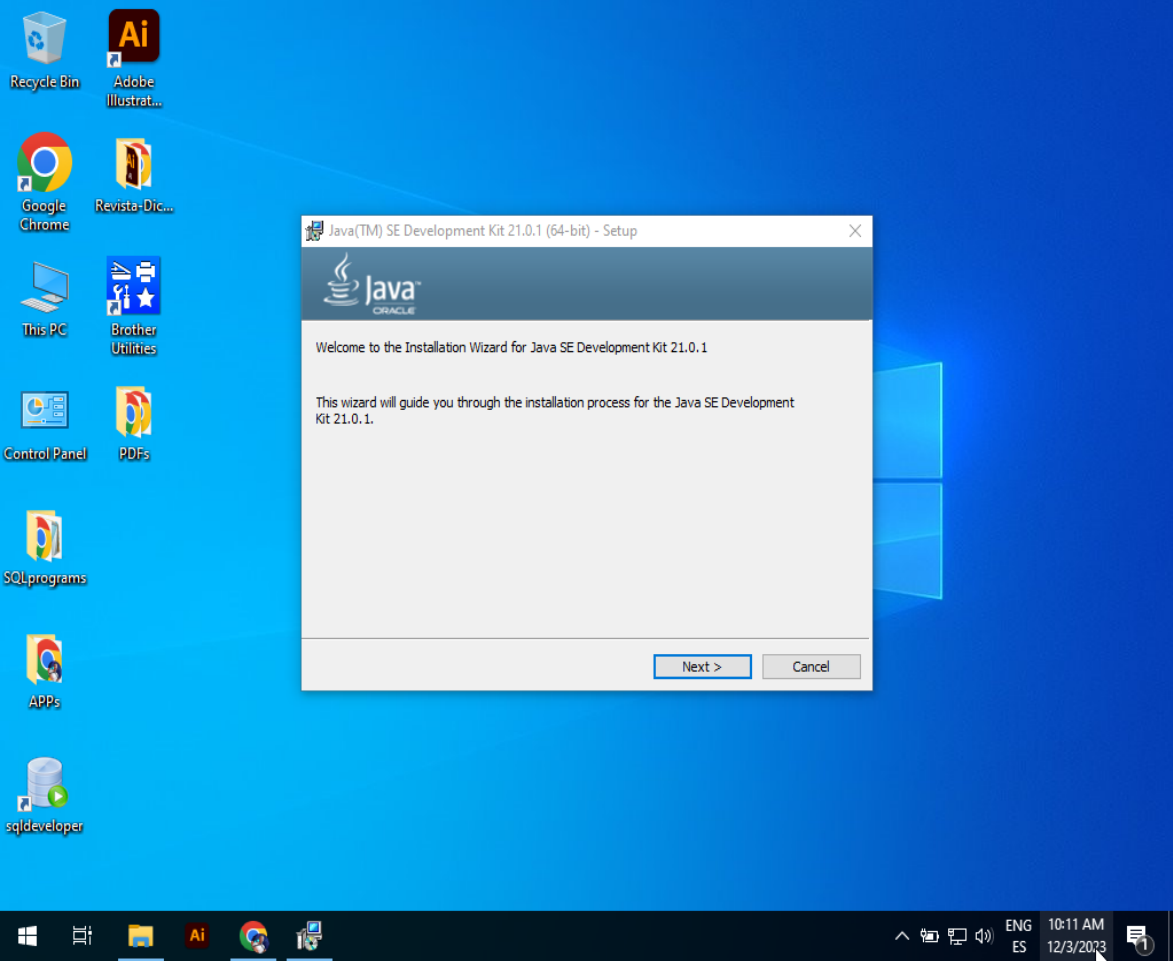 Recycle Bin
Ai
Adobe
Illustrat...
Google
Chrome
Revista-Dic...
This PC
Brother
Utilities
Control Panel
PDFs
SQLprograms
APPs
sqldeveloper
Java(TM) SE Development Kit 21.0.1 (64-bit) - Setup
Java™
ORACLE
Welcome to the Installation Wizard for Java SE Development Kit 21.0.1
This wizard will guide you through the installation process for the Java SE Development
Kit 21.0.1.
Next >
Cancel
Ai
ENG
ES
10:11 AM
12/3/2023
1